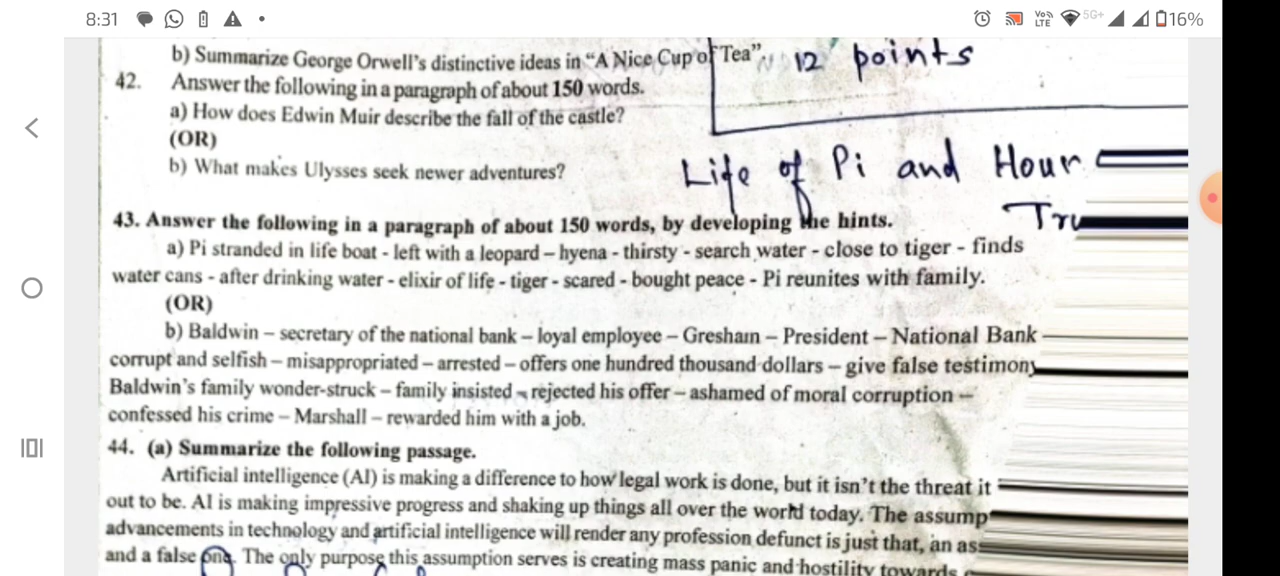 8:31
Vo)) LTE 5G+ 16%
b) Summarize George Orwell's distinctive ideas in “A Nice Cup of Tea”, 12 points
42. Answer the following in a paragraph of about 150 words.
a) How does Edwin Muir describe the fall of the castle?
(OR)
b) What makes Ulysses seek newer adventures?
Life of Pi and Hour
Tru
43. Answer the following in a paragraph of about 150 words, by developing the hints.
a) Pi stranded in life boat - left with a leopard – hyena - thirsty - search water - close to tiger - finds
water cans - after drinking water - elixir of life - tiger - scared - bought peace - Pi reunites with family.
(OR)
b) Baldwin – secretary of the national bank – loyal employee – Gresham – President – National Bank
corrupt and selfish – misappropriated – arrested – offers one hundred thousand dollars – give false testimony
Baldwin's family wonder-struck – family insisted – rejected his offer – ashamed of moral corruption –
confessed his crime – Marshall – rewarded him with a job.
44. (a) Summarize the following passage.
Artificial intelligence (AI) is making a difference to how legal work is done, but it isn't the threat it
out to be. AI is making impressive progress and shaking up things all over the world today. The assump
advancements in technology and artificial intelligence will render any profession defunct is just that, an as
and a false one. The only purpose this assumption serves is creating mass panic and hostility towards